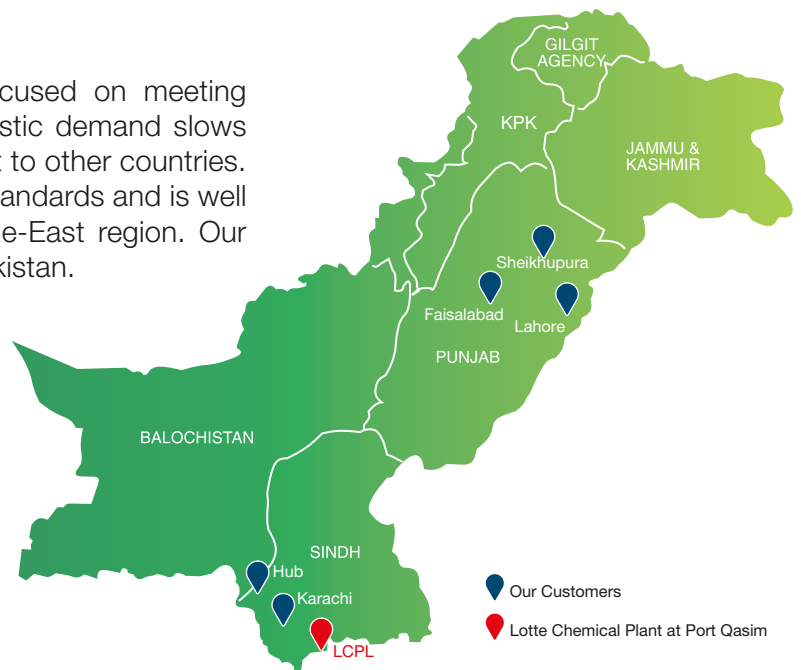 cused on meeting
stic demand slows
t to other countries.
andards and is well
e-East region. Our
kistan.
GILGIT
AGENCY
KPK
JAMMU &
KASHMIR
Sheikhupura
Faisalabad
Lahore
PUNJAB
BALOCHISTAN
SINDH
Hub
Karachi
LCPL
Our Customers
Lotte Chemical Plant at Port Qasim